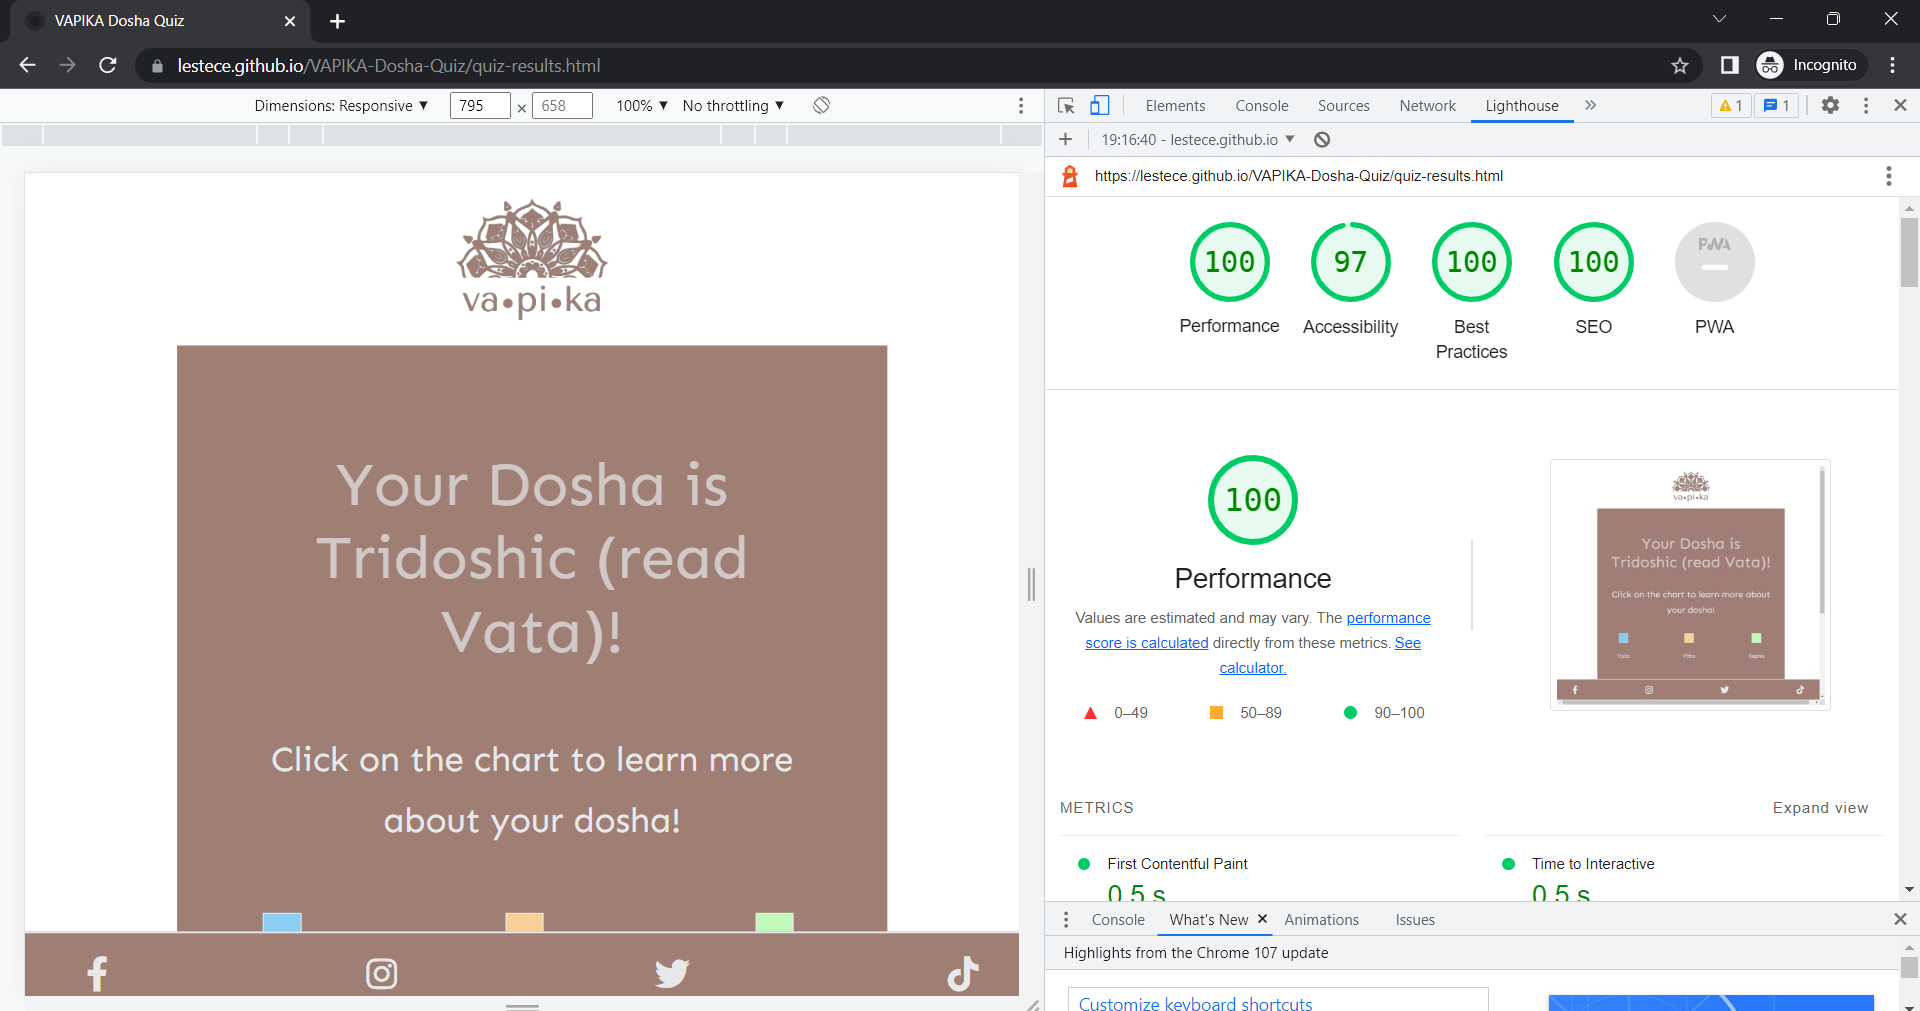 VAPIKA Dosha Quiz
lestece.github.io/VAPIKA-Dosha-Quiz/quiz-results.html
Incognito
Dimensions: Responsive ▼ 795 × 658 100% ▼ No throttling ▼
va•pi•ka
Your Dosha is
Tridoshic (read
Vata)!
Click on the chart to learn more
about your dosha!
Elements Console Sources Network Lighthouse » 1 1
19:16:40 - lestece.github.io ▼
https://lestece.github.io/VAPIKA-Dosha-Quiz/quiz-results.html
100 97 100 100 PWA
Performance Accessibility Best Practices SEO PWA
100
Performance
Values are estimated and may vary. The performance
score is calculated directly from these metrics. See
calculator.
0–49 50–89 90–100
va•pi•ka
Your Dosha is
Tridoshic (read Vata)!
Click on the chart to learn more about
your dosha!
Vata Pitta Kapha
METRICS Expand view
First Contentful Paint Time to Interactive
0.5 s 0.5 s
Console What's New × Animations Issues
Highlights from the Chrome 107 update
Customize keyboard shortcuts